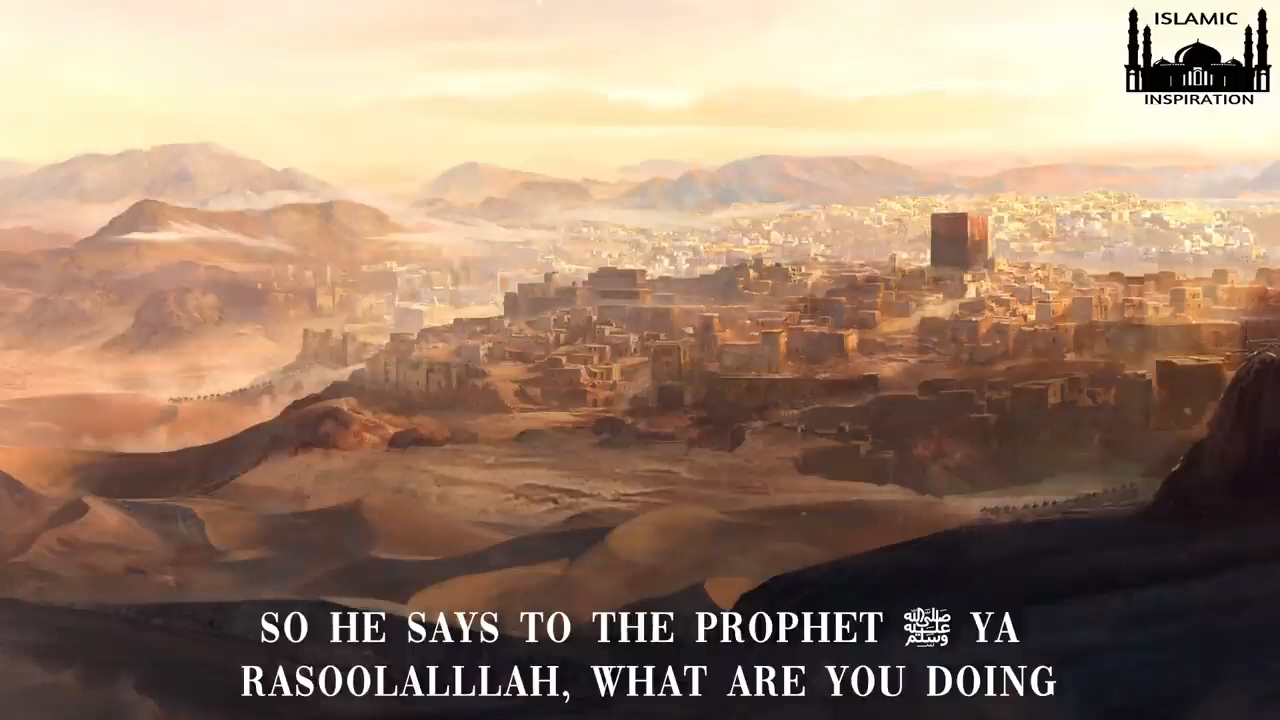 ISLAMIC
INSPIRATION
SO HE SAYS TO THE PROPHET ﷺ YA
RASOOLALLLAH, WHAT ARE YOU DOING